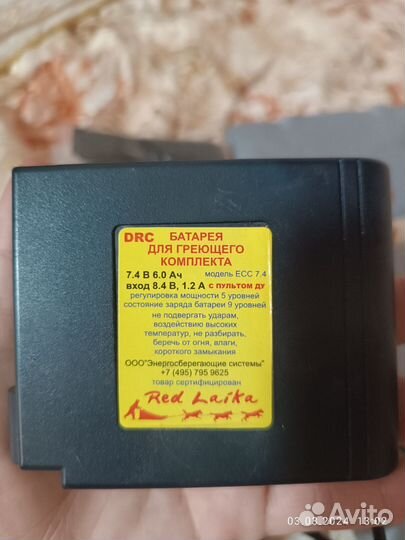 DRC БАТАРЕЯ
ДЛЯ ГРЕЮЩЕГО
КОМПЛЕКТА
7.4 В 6.0 Ач модель ECC 7.4
вход 8.4 В, 1.2 А с пультом ДУ
регулировка мощности 5 уровней
состояние заряда батареи 9 уровней
не подвергать ударам,
воздействию высоких
температур, не разбирать,
беречь от огня, влаги,
короткого замыкания
ООО"Энергосберегающие системы"
+7 (495) 795 9625
товар сертифицирован
Red Laika
03.03.2024 13:02
Avito